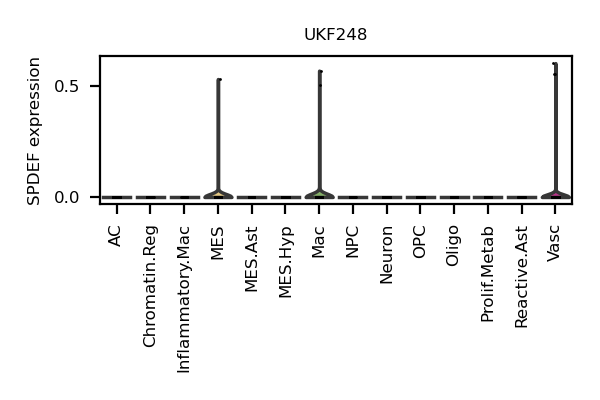 UKF248
SPDEF expression
0.5
0.0
AC
Chromatin.Reg
Inflammatory.Mac
MES
MES.Ast
MES.Hyp
Mac
NPC
Neuron
OPC
Oligo
Prolif.Metab
Reactive.Ast
Vasc